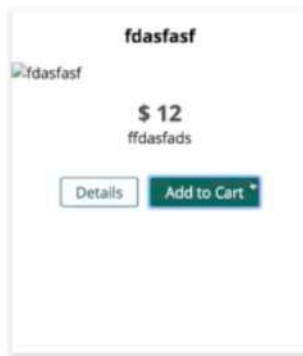 fdasfasf
fdasfasf
$ 12
ffdasfads
Details Add to Cart